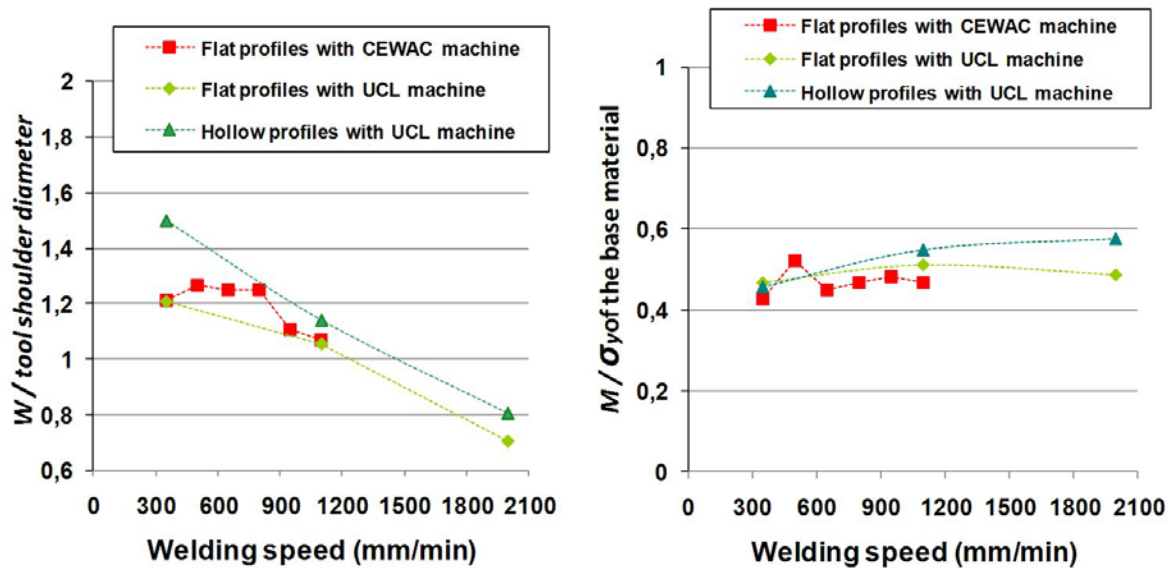 Flat profiles with CEWAC machine
Flat profiles with UCL machine
Hollow profiles with UCL machine
2
1,8
1,6
1,4
1,2
1
0,8
0,6
0 300 600 900 1200 1500 1800 2100
W / tool shoulder diameter
Welding speed (mm/min)
Flat profiles with CEWAC machine
Flat profiles with UCL machine
Hollow profiles with UCL machine
1
0,8
0,6
0,4
0,2
0
0 300 600 900 1200 1500 1800 2100
M / σy of the base material
Welding speed (mm/min)